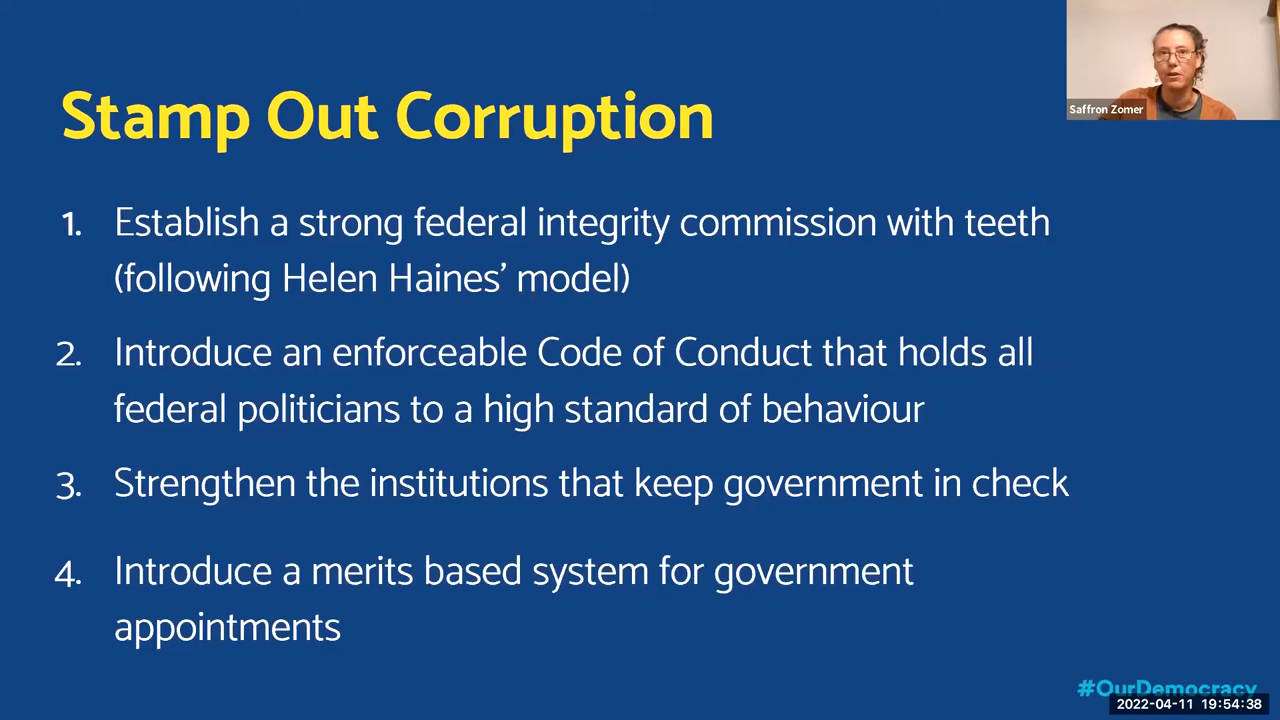 Saffron Zomer
Stamp Out Corruption
1. Establish a strong federal integrity commission with teeth
(following Helen Haines’ model)
2. Introduce an enforceable Code of Conduct that holds all
federal politicians to a high standard of behaviour
3. Strengthen the institutions that keep government in check
4. Introduce a merits based system for government
appointments
#OurDemocracy
2022-04-11 19:54:38